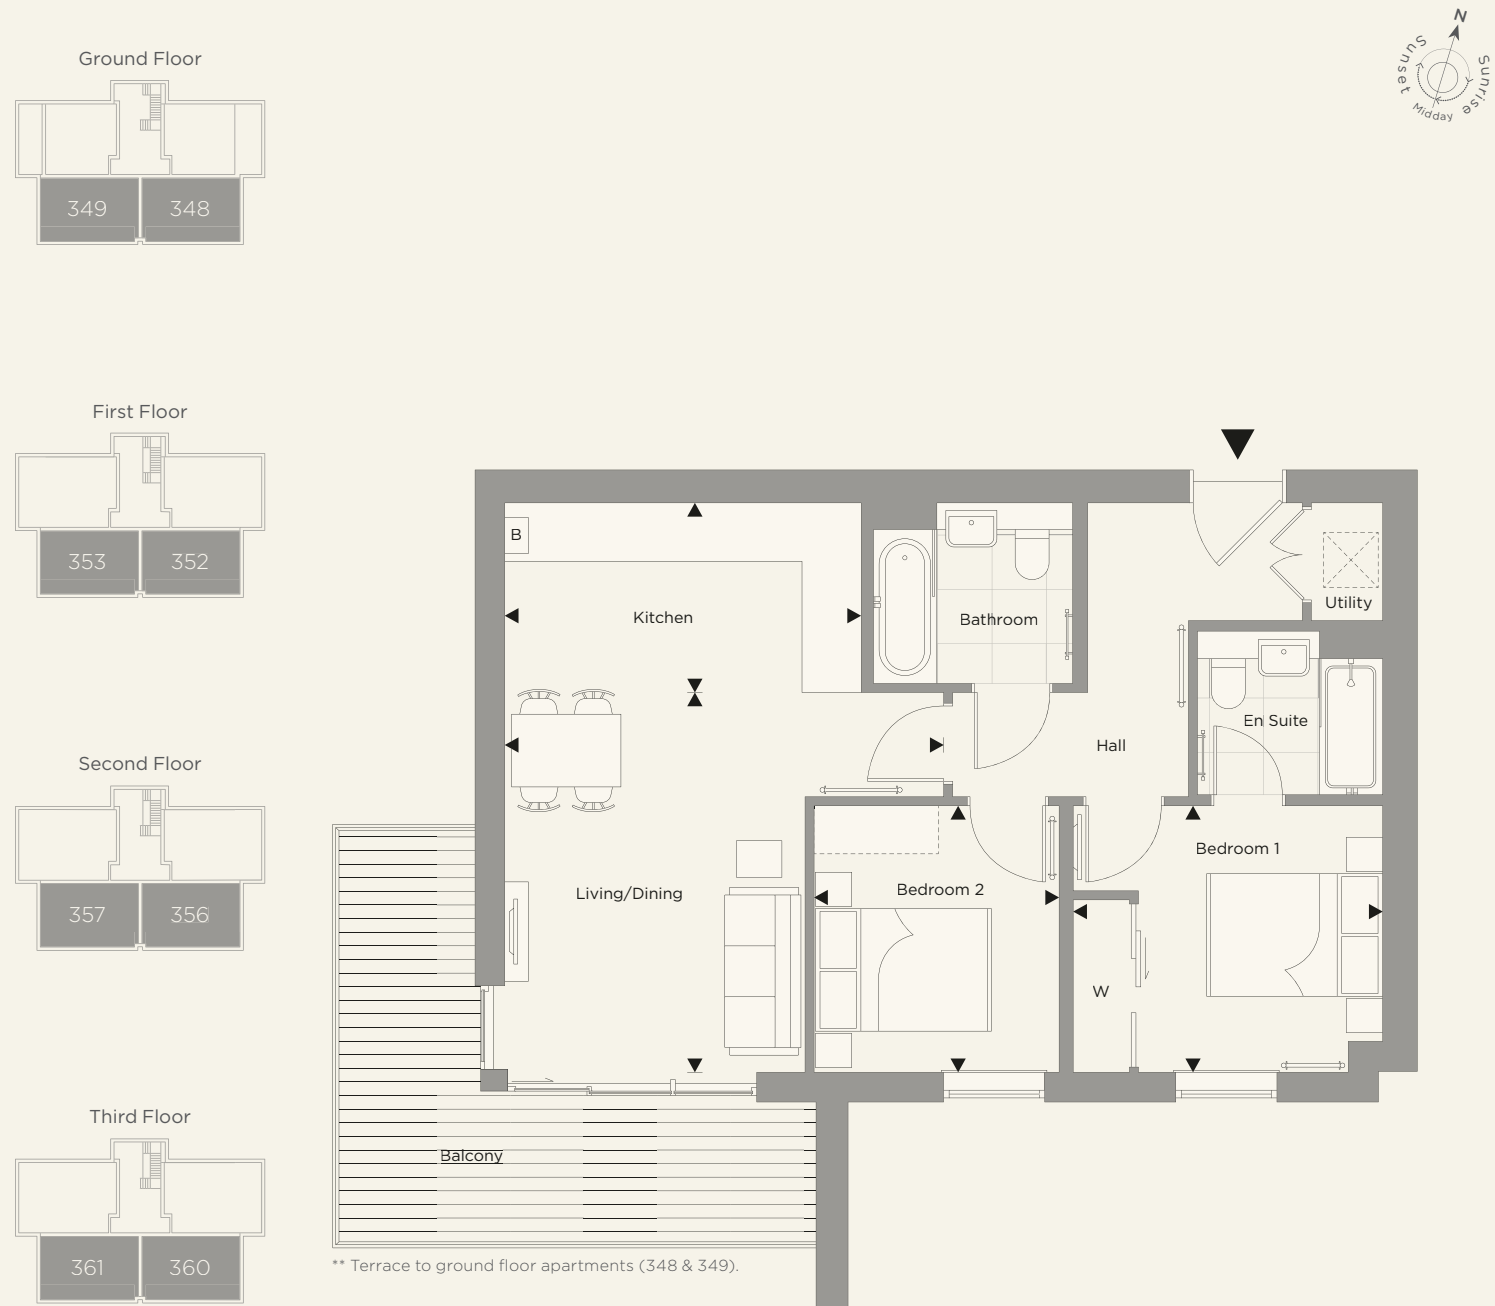 Ground Floor
349
348
First Floor
353
352
Second Floor
357
356
Third Floor
361
360
N
Sunset
Sunrise
Midday
B
Kitchen
Bathroom
Utility
En Suite
Hall
Living/Dining
Bedroom 2
Bedroom 1
W
Balcony
** Terrace to ground floor apartments (348 & 349).